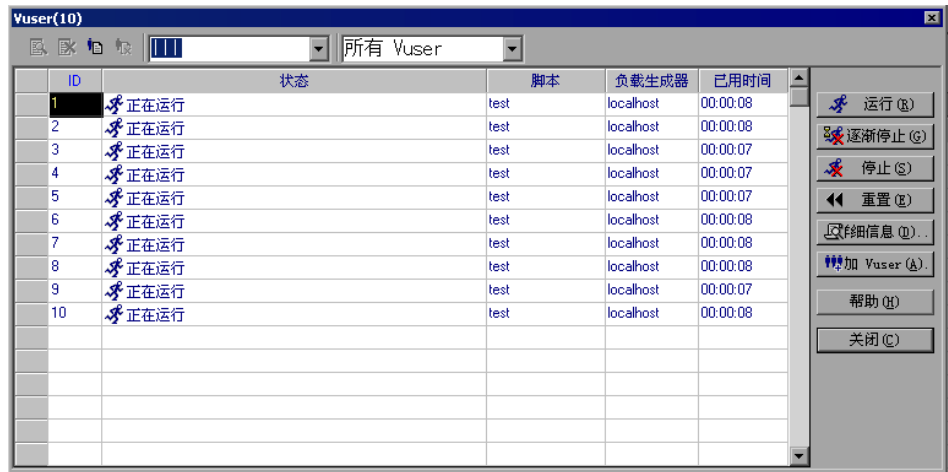 Vuser(10)
所有 Vuser
ID 状态 脚本 负载生成器 已用时间
1 正在运行 test localhost 00:00:08
2 正在运行 test localhost 00:00:08
3 正在运行 test localhost 00:00:07
4 正在运行 test localhost 00:00:07
5 正在运行 test localhost 00:00:07
6 正在运行 test localhost 00:00:08
7 正在运行 test localhost 00:00:08
8 正在运行 test localhost 00:00:08
9 正在运行 test localhost 00:00:07
10 正在运行 test localhost 00:00:08
运行(R)
逐渐停止(G)
停止(S)
重置(E)
详细信息(D)..
加 Vuser(A).
帮助(H)
关闭(C)